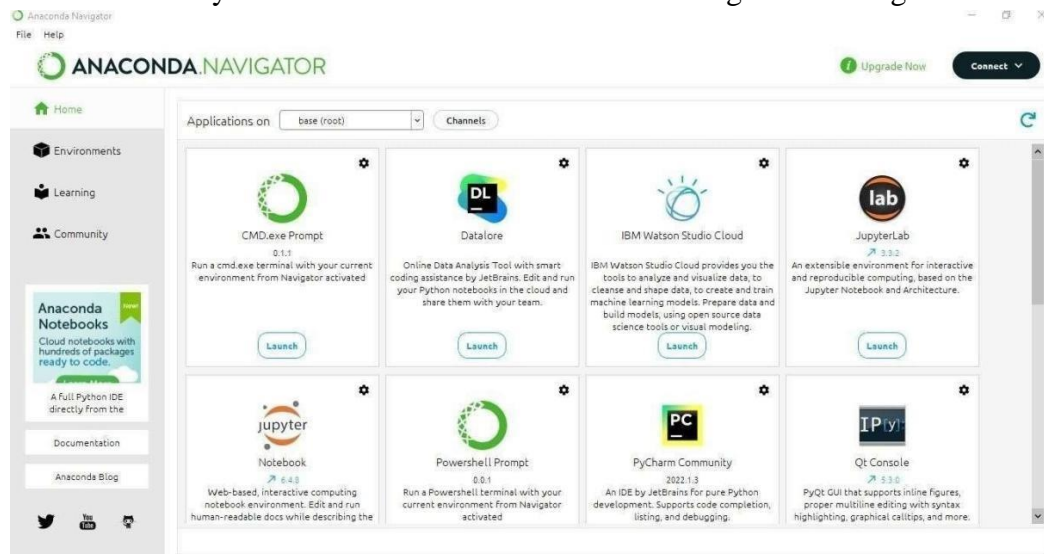 Anaconda Navigator
File Help
ANACONDA.NAVIGATOR
Upgrade Now
Connect
Home
Environments
Learning
Community
Anaconda
Notebooks
New!
Cloud notebooks with
hundreds of packages
ready to code.
A full Python IDE
directly from the
Documentation
Anaconda Blog
You
Tube
Applications on base (root) Channels
CMD.exe Prompt
0.1.1
Run a cmd.exe terminal with your current
environment from Navigator activated
Launch
DL
Datalore
Online Data Analysis Tool with smart
coding assistance by JetBrains. Edit and run
your Python notebooks in the cloud and
share them with your team.
Launch
IBM Watson Studio Cloud
IBM Watson Studio Cloud provides you the
tools to analyze and visualize data, to
cleanse and shape data, to create and train
machine learning models. Prepare data and
build models, using open source data
science tools or visual modeling.
Launch
lab
JupyterLab
3.3.2
An extensible environment for interactive
and reproducible computing, based on the
Jupyter Notebook and Architecture.
Launch
jupyter
Notebook
6.4.8
Web-based, interactive computing
notebook environment. Edit and run
human-readable docs while describing the
Powershell Prompt
0.0.1
Run a Powershell terminal with your
current environment from Navigator
activated
PC
PyCharm Community
2022.1.3
An IDE by JetBrains for pure Python
development. Supports code completion,
listing, and debugging.
IP[y]:
Qt Console
5.3.0
PyQt GUI that supports inline figures,
proper multiline editing with syntax
highlighting, graphical calltips, and more.